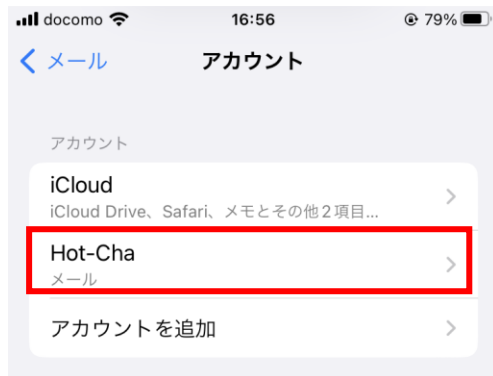 docomo 16:56 79%
メール アカウント
アカウント
iCloud
iCloud Drive、Safari、メモとその他2項目...
Hot-Cha
メール
アカウントを追加